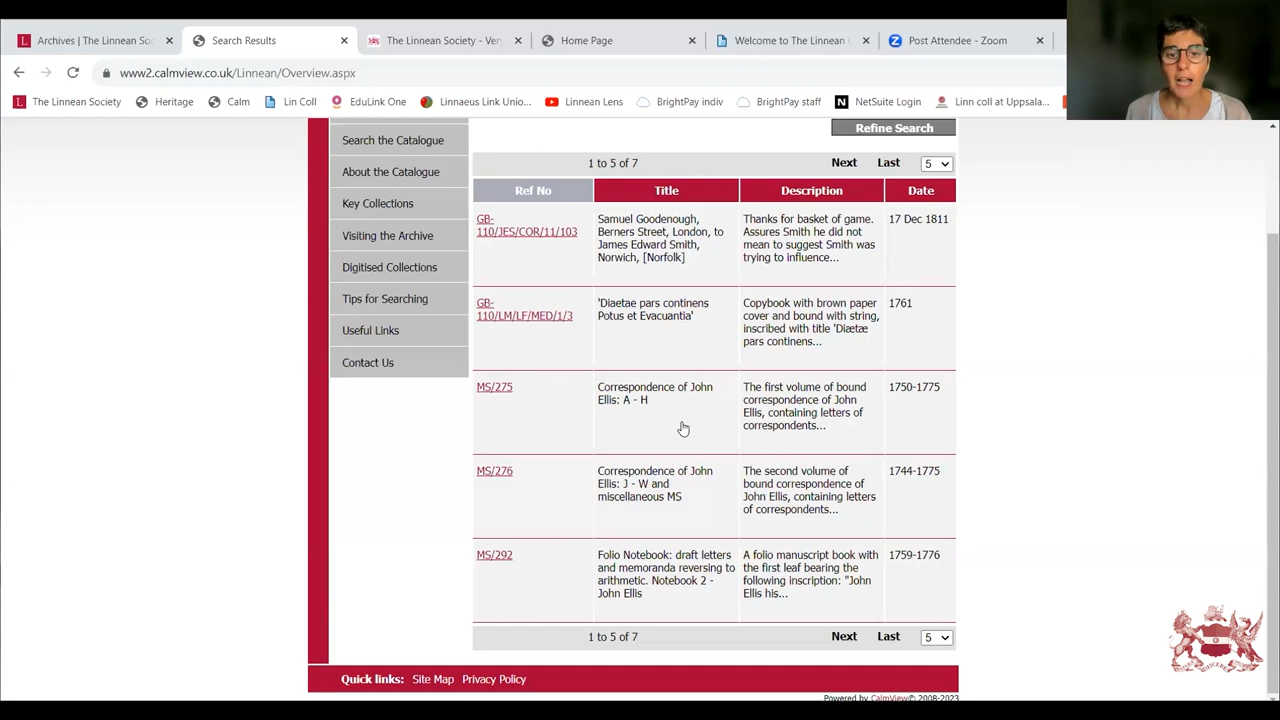 Archives | The Linnean Soc
Search Results
The Linnean Society - Ver
Home Page
Welcome to The Linnean
Post Attendee - Zoom
www2.calmview.co.uk/Linnean/Overview.aspx
The Linnean Society
Heritage
Calm
Lin Coll
EduLink One
Linnaeus Link Unio...
Linnean Lens
BrightPay indiv
BrightPay staff
NetSuite Login
Linn coll at Uppsala...
Refine Search
Search the Catalogue
About the Catalogue
Key Collections
Visiting the Archive
Digitised Collections
Tips for Searching
Useful Links
Contact Us
1 to 5 of 7 Next Last 5
Ref No Title Description Date
GB-
110/JES/COR/11/103
Samuel Goodenough,
Berners Street, London, to
James Edward Smith,
Norwich, [Norfolk]
Thanks for basket of game.
Assures Smith he did not
mean to suggest Smith was
trying to influence...
17 Dec 1811
GB-
110/LM/LF/MED/1/3
'Diaetae pars continens
Potus et Evacuantia'
Copybook with brown paper
cover and bound with string,
inscribed with title 'Diætæ
pars continens...
1761
MS/275
Correspondence of John
Ellis: A - H
The first volume of bound
correspondence of John
Ellis, containing letters of
correspondents...
1750-1775
MS/276
Correspondence of John
Ellis: J - W and
miscellaneous MS
The second volume of
bound correspondence of
John Ellis, containing letters
of correspondents...
1744-1775
MS/292
Folio Notebook: draft letters
and memoranda reversing to
arithmetic. Notebook 2 -
John Ellis
A folio manuscript book with
the first leaf bearing the
following inscription: "John
Ellis his...
1759-1776
1 to 5 of 7 Next Last 5
Quick links: Site Map Privacy Policy
Powered by CalmView© 2008-2023